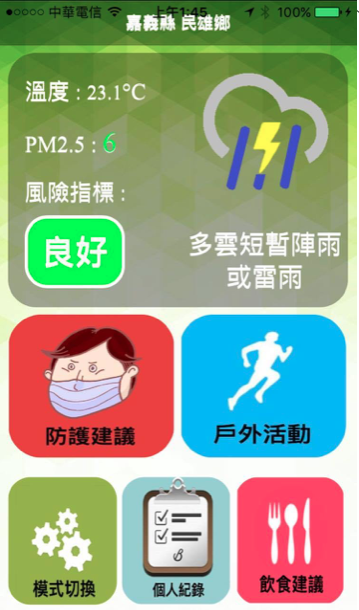 中華電信 上午1:45 100%
嘉義縣 民雄鄉
溫度 : 23.1°C
PM2.5 : 6
風險指標 :
良好
多雲短暫陣雨
或雷雨
防護建議
戶外活動
模式切換
個人紀錄
飲食建議